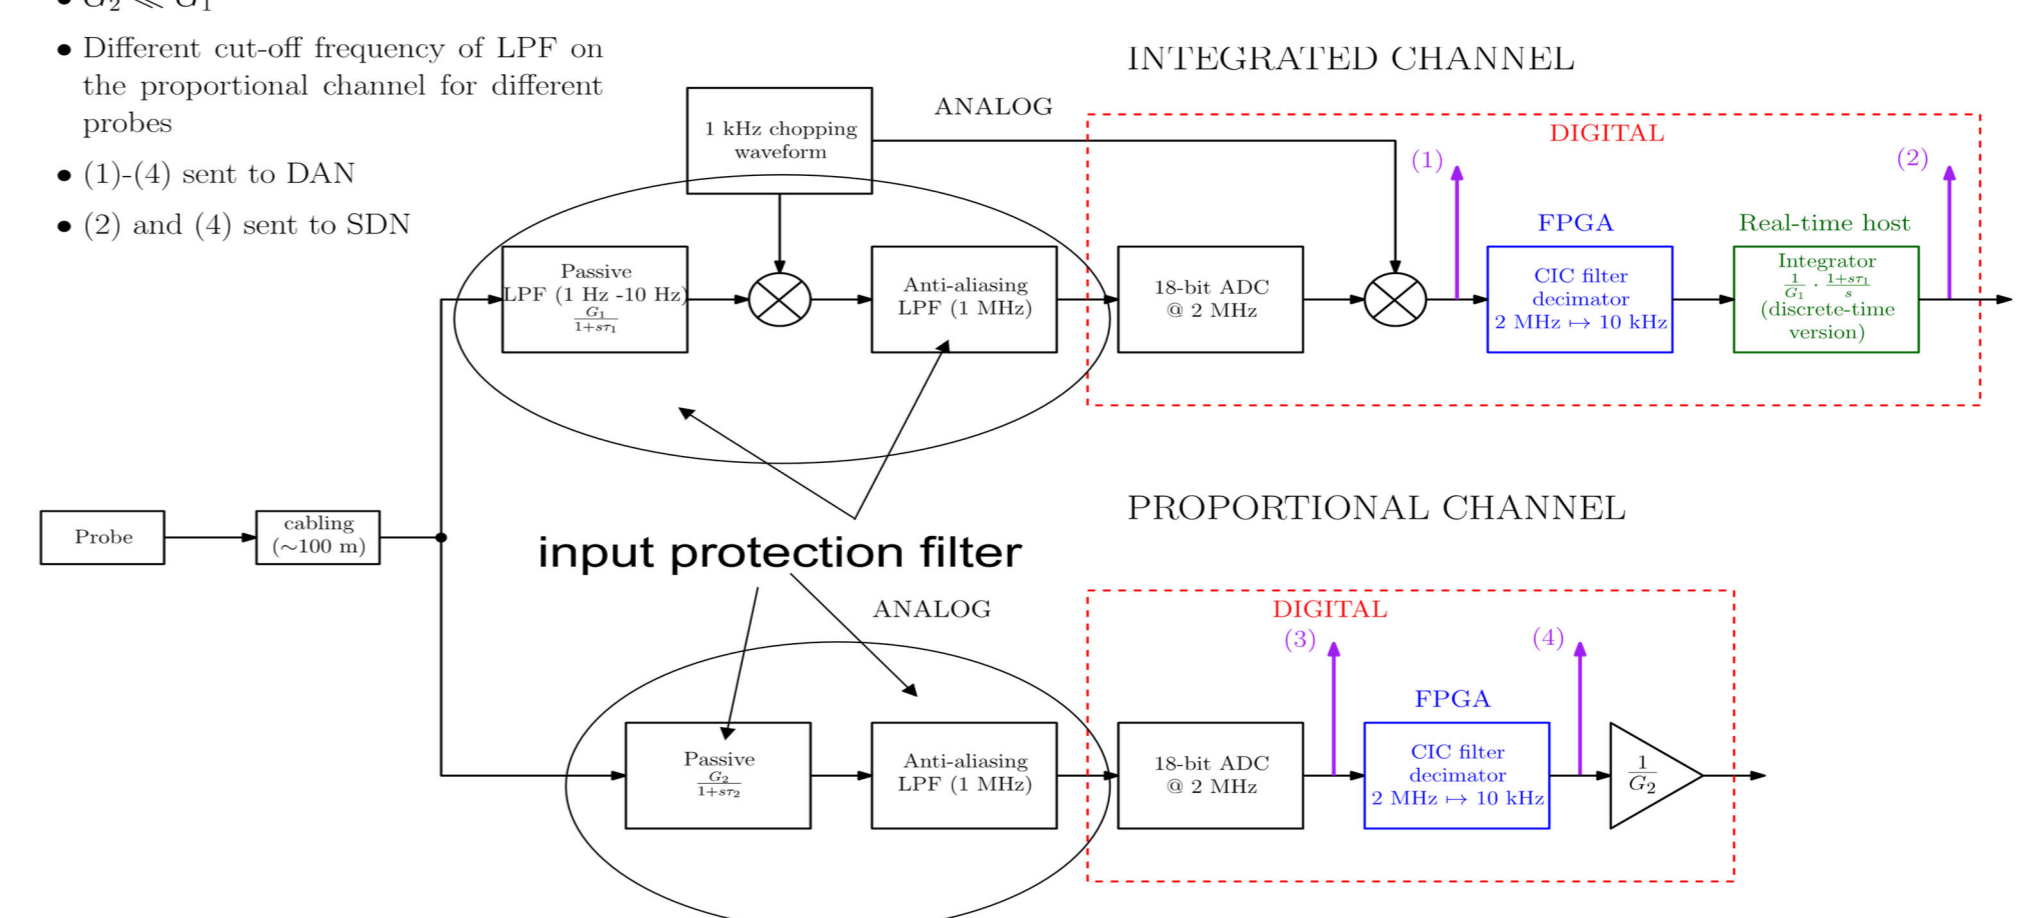 • G₂ ≪ G₁
• Different cut-off frequency of LPF on
the proportional channel for different
probes
• (1)-(4) sent to DAN
• (2) and (4) sent to SDN
INTEGRATED CHANNEL
ANALOG
DIGITAL
1 kHz chopping
waveform
(1)
(2)
FPGA
Real-time host
Passive
LPF (1 Hz -10 Hz)
G₁/(1+sτ₁)
Anti-aliasing
LPF (1 MHz)
18-bit ADC
@ 2 MHz
CIC filter
decimator
2 MHz ↦ 10 kHz
Integrator
1/G₁ · (1+sτ₁)/s
(discrete-time
version)
Probe
cabling
(∼100 m)
input protection filter
PROPORTIONAL CHANNEL
ANALOG
DIGITAL
(3)
(4)
FPGA
Passive
G₂/(1+sτ₂)
Anti-aliasing
LPF (1 MHz)
18-bit ADC
@ 2 MHz
CIC filter
decimator
2 MHz ↦ 10 kHz
1/G₂